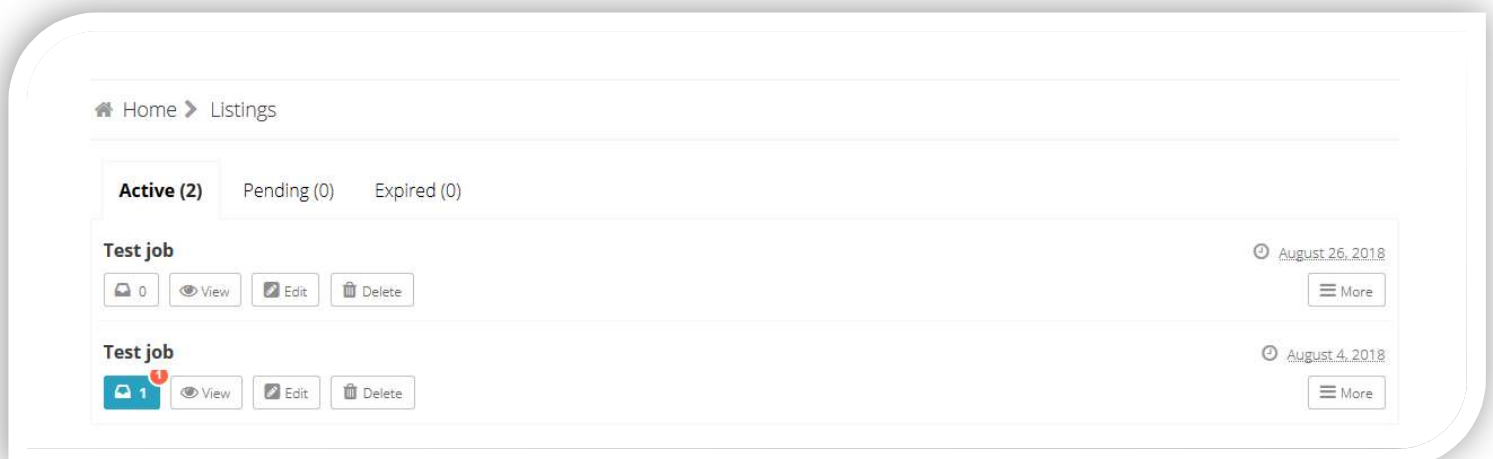 Home Listings
Active (2) Pending (0) Expired (0)
Test job August 26, 2018
0 View Edit Delete More
Test job August 4, 2018
1 1 View Edit Delete More